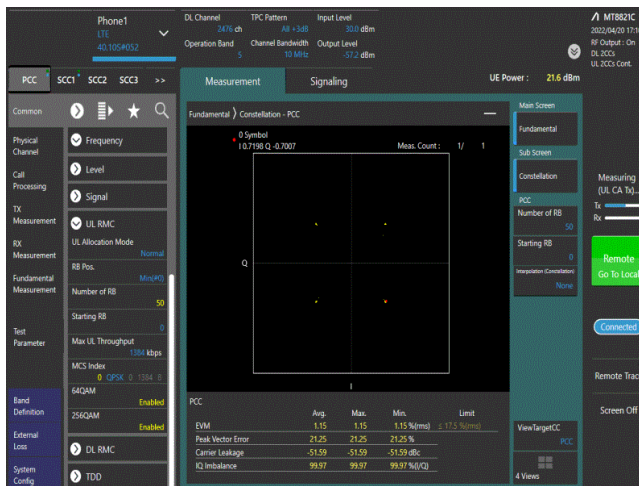 Phone1
LTE
40.10S#052
DL Channel
2476 ch
TPC Pattern
All +3dB
Input Level
30.0 dBm
Operation Band
5
Channel Bandwidth
10 MHz
Output Level
-57.2 dBm
MT8821C
2022/04/20 17:1
RF Output : On
DL 2CCs
UL 2CCs Cont.
PCC
SCC1
SCC2
SCC3
>>
Measurement
Signaling
UE Power : 21.6 dBm
Common
Physical
Channel
Call
Processing
TX
Measurement
RX
Measurement
Fundamental
Measurement
Test
Parameter
Band
Definition
External
Loss
System
Config
Frequency
Level
Signal
UL RMC
UL Allocation Mode
Normal
RB Pos.
Min(#0)
Number of RB
50
Starting RB
0
Max UL Throughput
1384 kbps
MCS Index
0 QPSK 0 1384 6
64QAM
Enabled
256QAM
Enabled
DL RMC
TDD
Fundamental 〉 Constellation - PCC
0 Symbol
I 0.7198 Q -0.7007
Meas. Count : 1/ 1
Q
I
PCC
Avg. Max. Min. Limit
EVM 1.15 1.15 1.15 %(rms) ≤ 17.5 %(rms)
Peak Vector Error 21.25 21.25 21.25 %
Carrier Leakage -51.59 -51.59 -51.59 dBc
IQ Imbalance 99.97 99.97 99.97 %(I/Q)
Main Screen
Fundamental
Sub Screen
Constellation
PCC
Number of RB
50
Starting RB
0
Interpolation (Constellation)
None
ViewTargetCC
PCC
4 Views
Measuring
(UL CA Tx)...
Tx
Rx
Remote
Go To Local
Connected
Remote Trac
Screen Off